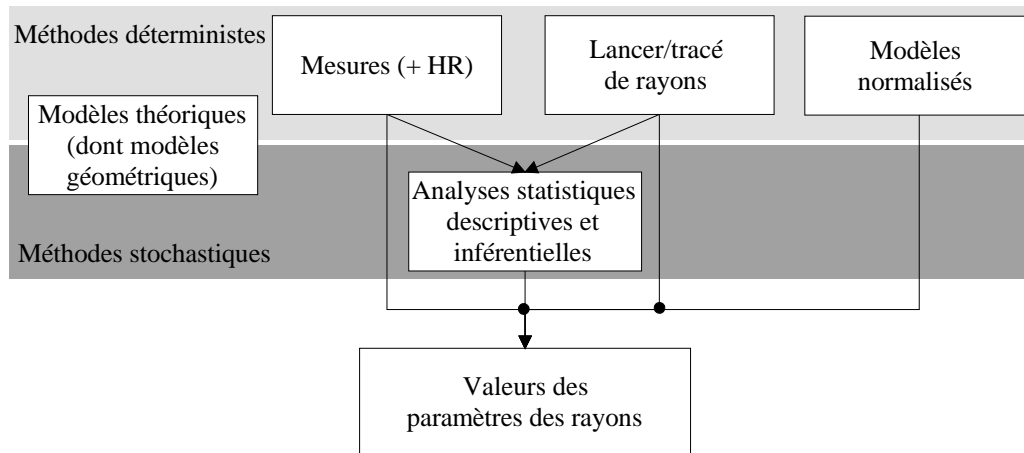 Méthodes déterministes
Mesures (+ HR)
Lancer/tracé
de rayons
Modèles
normalisés
Modèles théoriques
(dont modèles
géométriques)
Analyses statistiques
descriptives et
inférentielles
Méthodes stochastiques
Valeurs des
paramètres des rayons